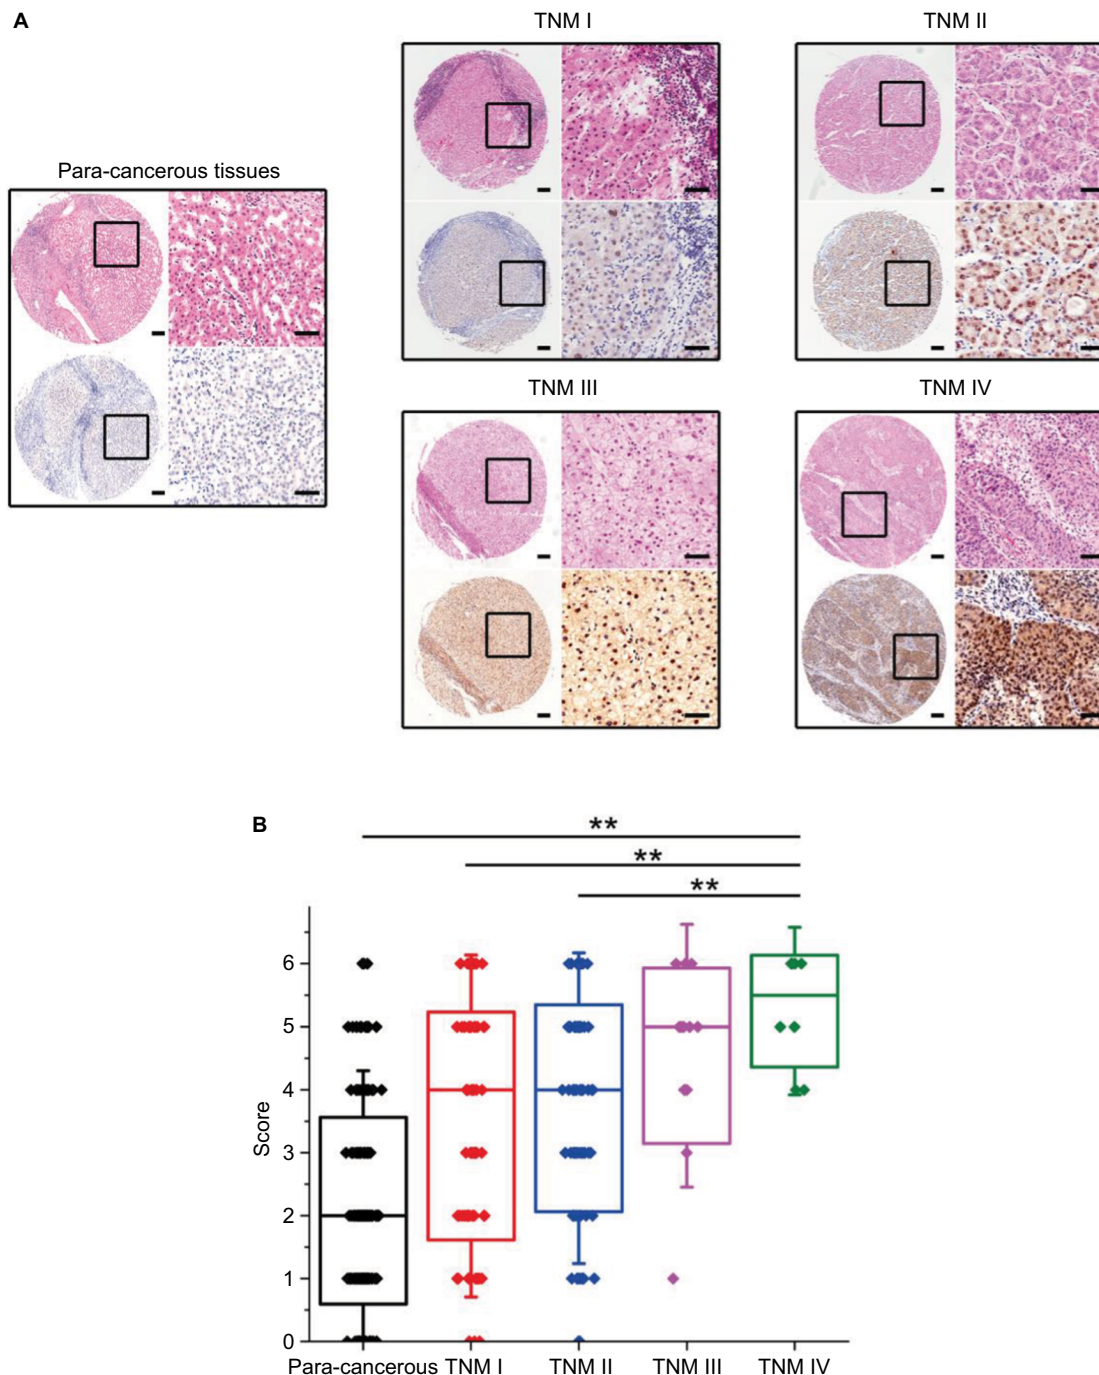 A
TNM I
TNM II
Para-cancerous tissues
TNM III
TNM IV
B
**
**
**
Score
6
5
4
3
2
1
0
Para-cancerous TNM I TNM II TNM III TNM IV